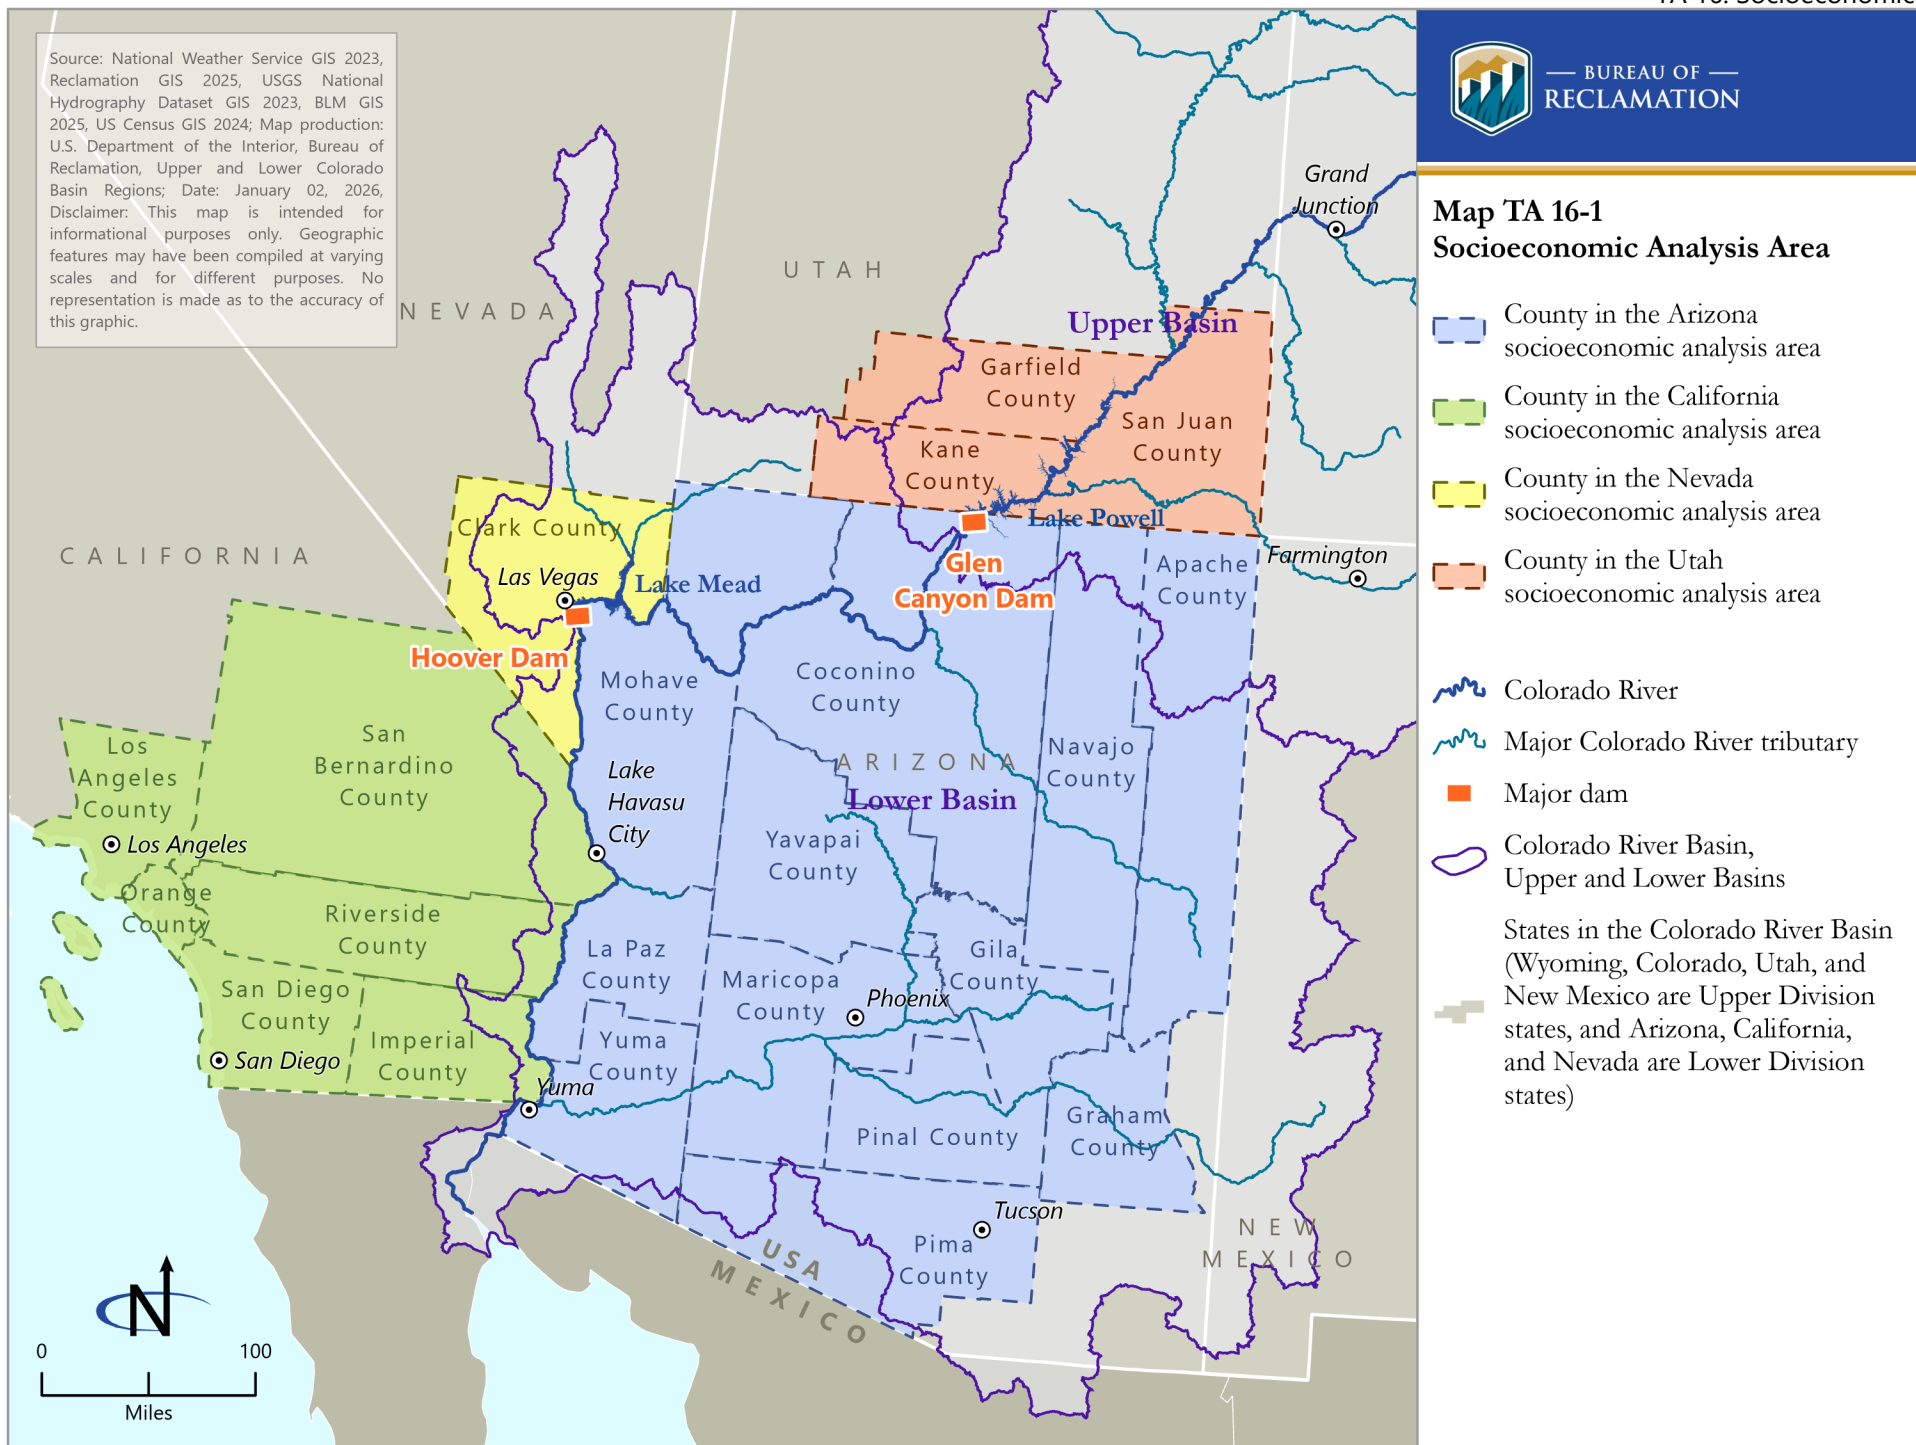 Source: National Weather Service GIS 2023,
Reclamation GIS 2025, USGS National
Hydrography Dataset GIS 2023, BLM GIS
2025, US Census GIS 2024; Map production:
U.S. Department of the Interior, Bureau of
Reclamation, Upper and Lower Colorado
Basin Regions; Date: January 02, 2026,
Disclaimer: This map is intended for
informational purposes only. Geographic
features may have been compiled at varying
scales and for different purposes. No
representation is made as to the accuracy of
this graphic.
NEVADA
UTAH
CALIFORNIA
Grand
Junction
Upper Basin
Garfield
County
San Juan
County
Kane
County
Lake Powell
Clark County
Las Vegas
Lake Mead
Glen
Canyon Dam
Hoover Dam
Apache
County
Farmington
Mohave
County
Coconino
County
Navajo
County
ARIZONA
Lower Basin
San
Bernardino
County
Los
Angeles
County
Los Angeles
Lake
Havasu
City
Yavapai
County
Orange
County
Riverside
County
La Paz
County
Gila
County
Maricopa
County
Phoenix
San Diego
County
San Diego
Imperial
County
Yuma
County
Yuma
Pinal County
Graham
County
Tucson
Pima
County
NEW
MEXICO
USA
MEXICO
N
0 100
Miles
BUREAU OF
RECLAMATION
Map TA 16-1
Socioeconomic Analysis Area
County in the Arizona
socioeconomic analysis area
County in the California
socioeconomic analysis area
County in the Nevada
socioeconomic analysis area
County in the Utah
socioeconomic analysis area
Colorado River
Major Colorado River tributary
Major dam
Colorado River Basin,
Upper and Lower Basins
States in the Colorado River Basin
(Wyoming, Colorado, Utah, and
New Mexico are Upper Division
states, and Arizona, California,
and Nevada are Lower Division
states)